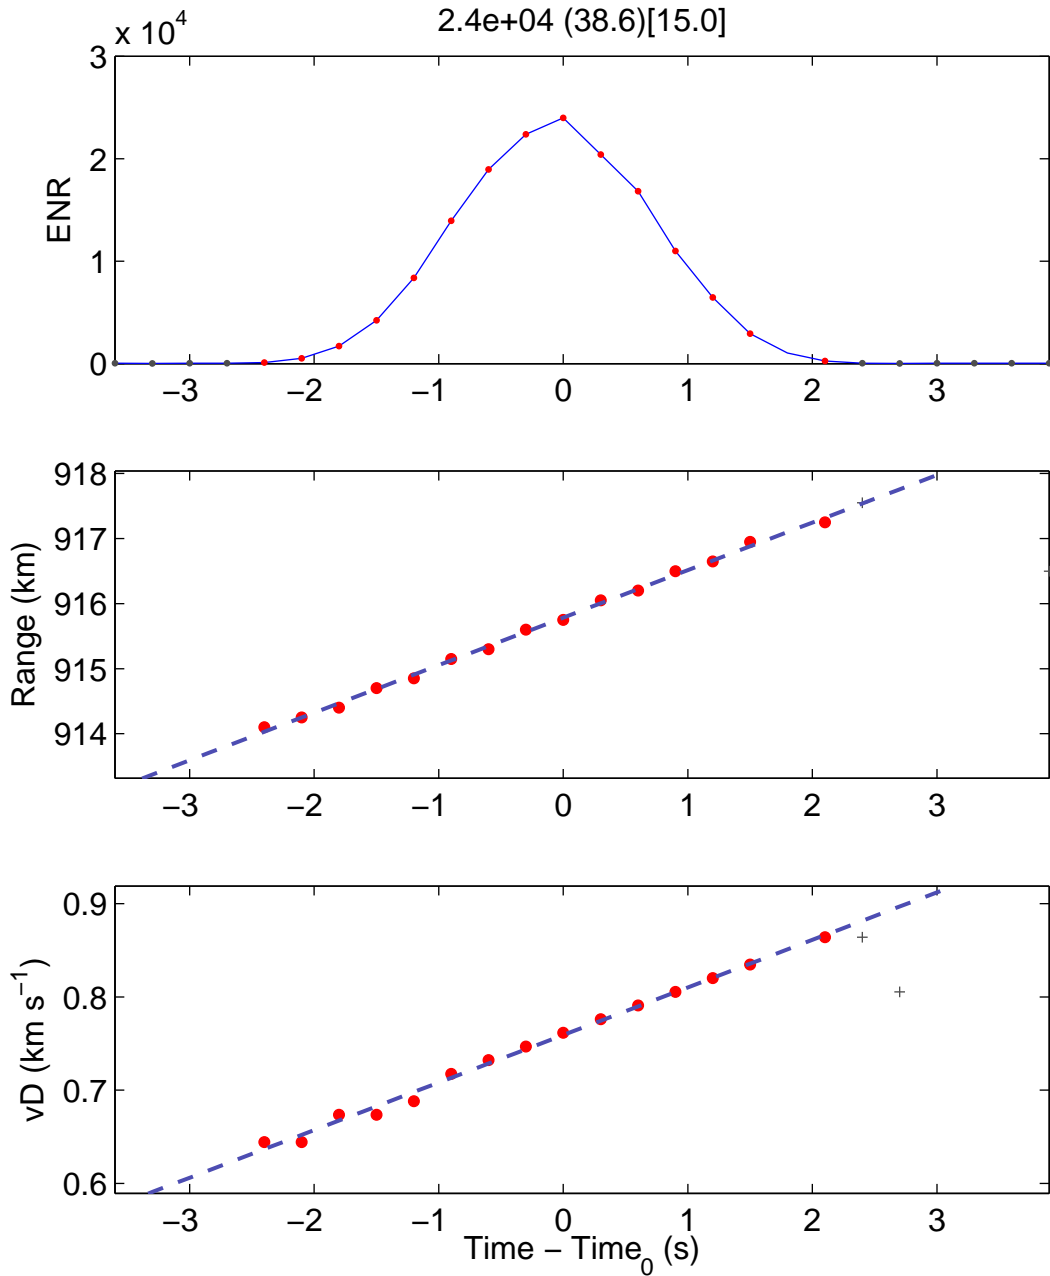 2.4e+04 (38.6)[15.0]
x 10^4
3
2
1
0
ENR
−3 −2 −1 0 1 2 3
918
917
916
915
914
Range (km)
−3 −2 −1 0 1 2 3
0.9
0.8
0.7
0.6
vD (km s^−1)
−3 −2 −1 0 1 2 3
Time − Time_0 (s)